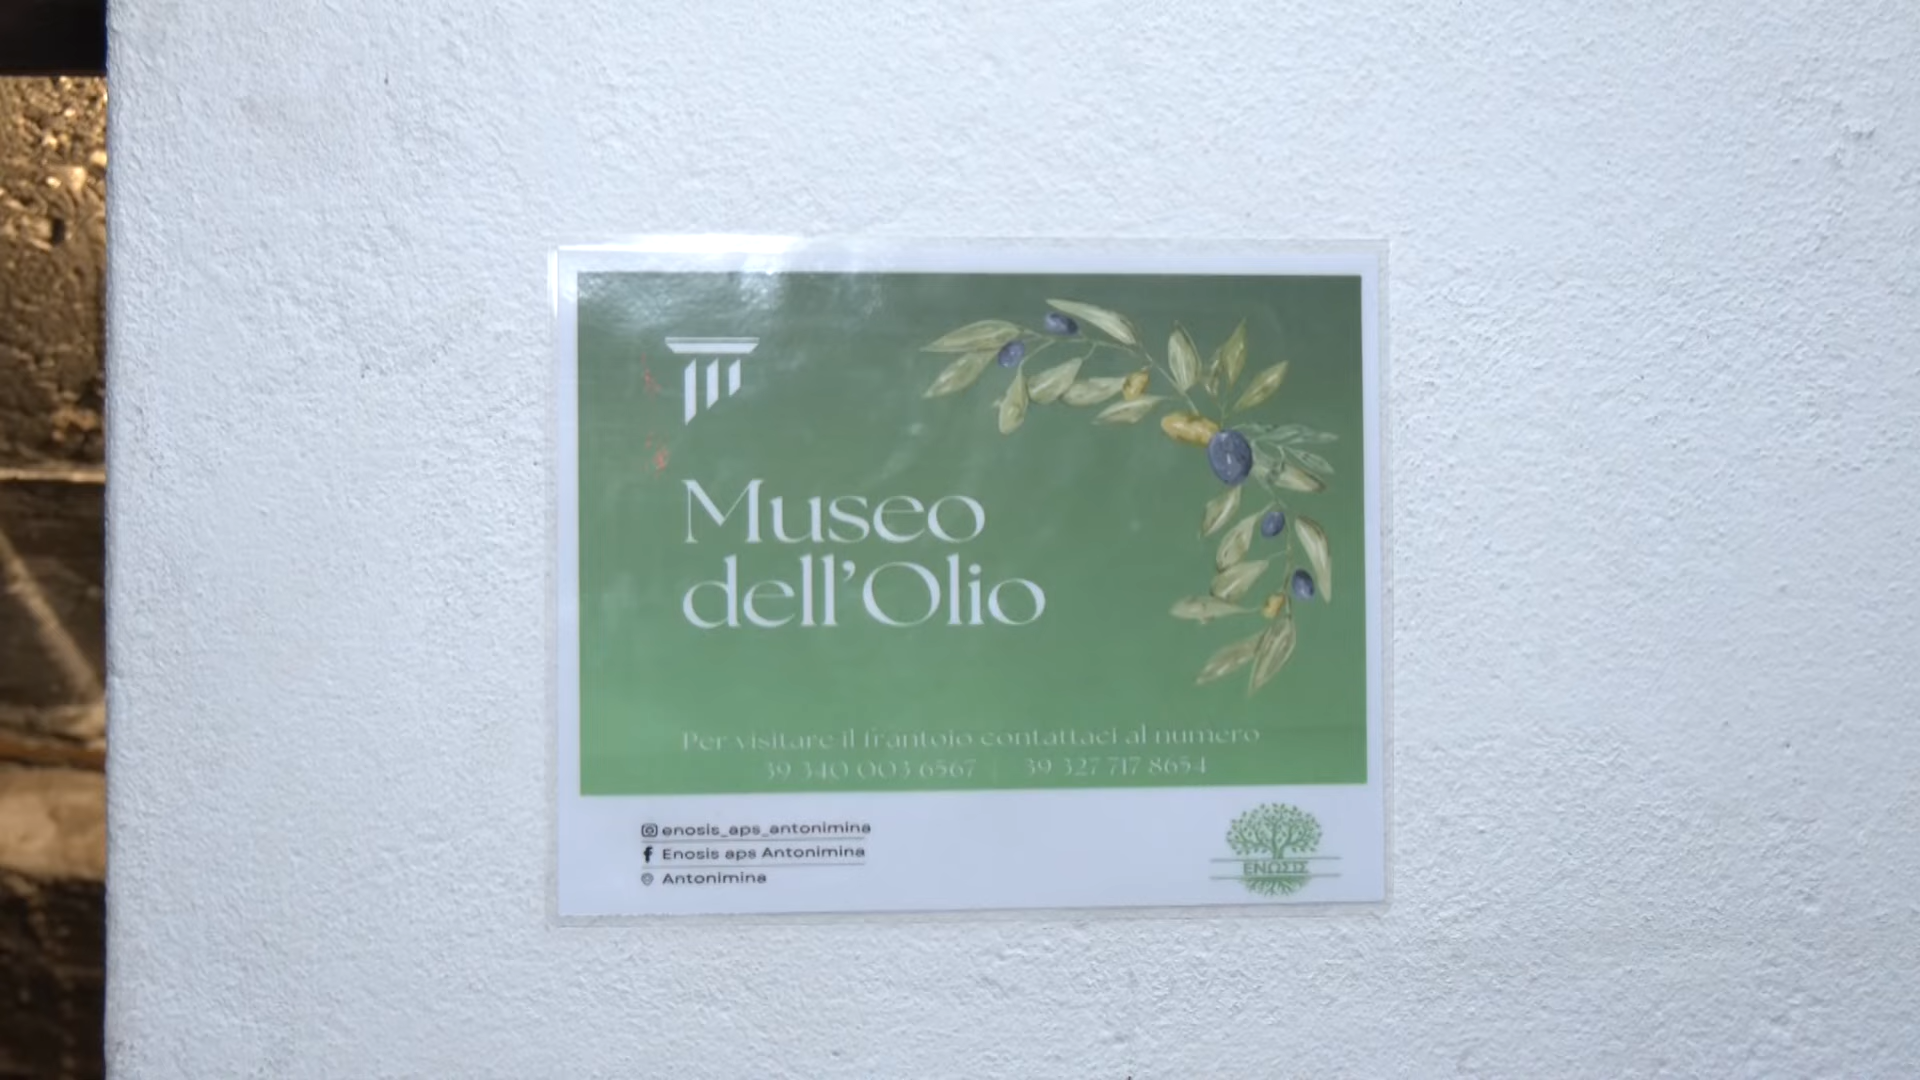 Museo
dell'Olio
Per visitare il frantoio contattaci al numero
39 340 003 6567 | 39 327 717 8654
enosis_aps_antonimina
Enosis aps Antonimina
Antonimina
ΕΝΩΣΙΣ